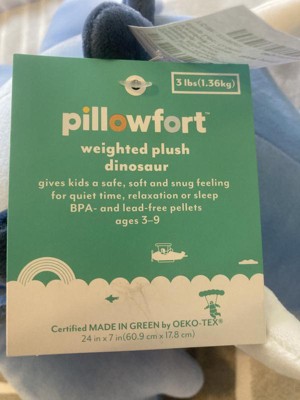 3 lbs(1.36kg)
pillowfort™
weighted plush
dinosaur
gives kids a safe, soft and snug feeling
for quiet time, relaxation or sleep
BPA- and lead-free pellets
ages 3–9
Certified MADE IN GREEN by OEKO-TEX®
24 in x 7 in(60.9 cm x 17.8 cm)